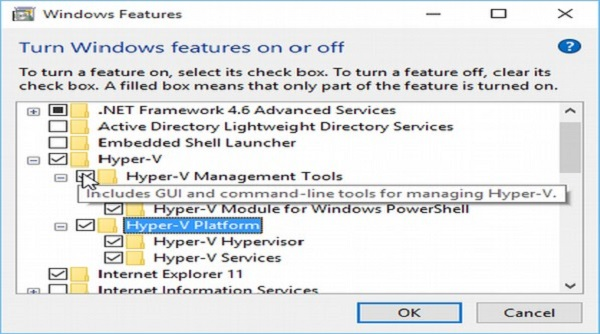 Windows Features
Turn Windows features on or off
To turn a feature on, select its check box. To turn a feature off, clear its
check box. A filled box means that only part of the feature is turned on.
.NET Framework 4.6 Advanced Services
Active Directory Lightweight Directory Services
Embedded Shell Launcher
Hyper-V
Hyper-V Management Tools
Includes GUI and command-line tools for managing Hyper-V.
Hyper-V Module for Windows PowerShell
Hyper-V Platform
Hyper-V Hypervisor
Hyper-V Services
Internet Explorer 11
Internet Information Services
OK
Cancel